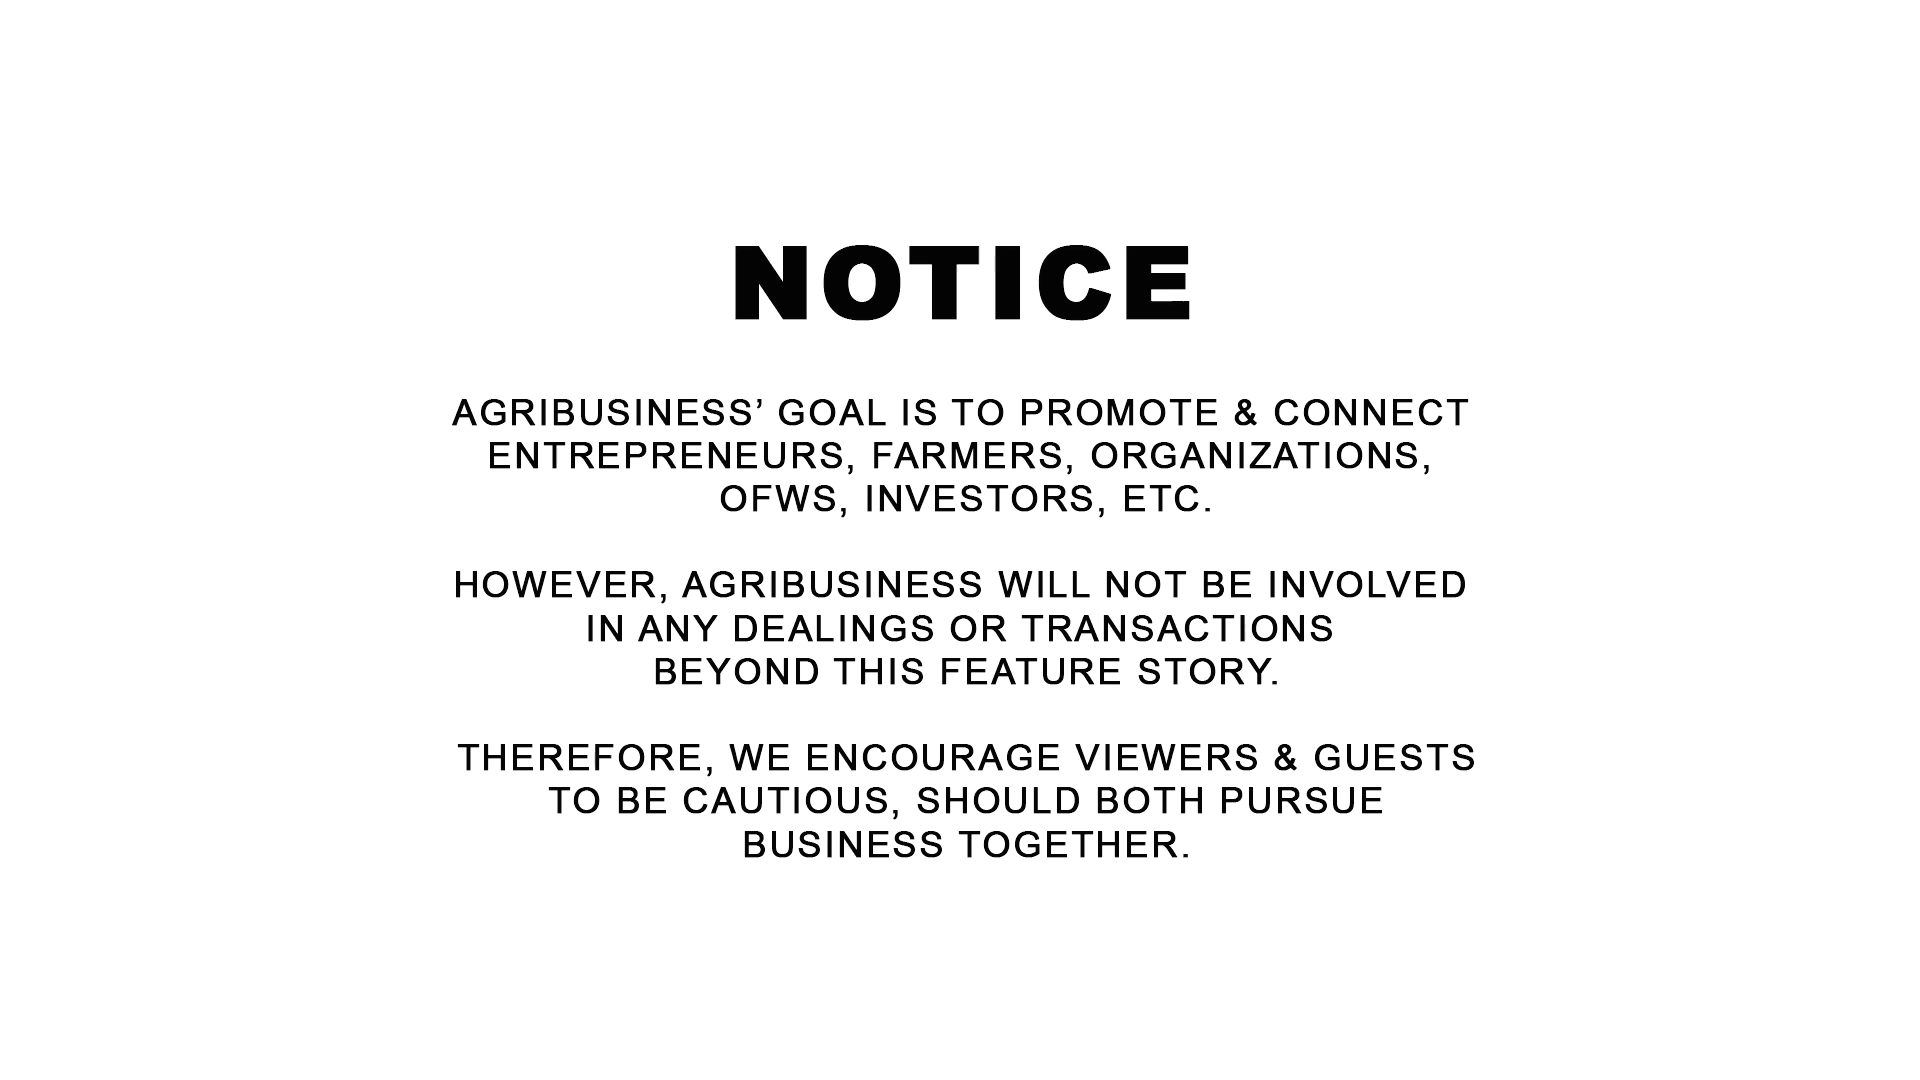 NOTICE
AGRIBUSINESS’ GOAL IS TO PROMOTE & CONNECT
ENTREPRENEURS, FARMERS, ORGANIZATIONS,
OFWS, INVESTORS, ETC.
HOWEVER, AGRIBUSINESS WILL NOT BE INVOLVED
IN ANY DEALINGS OR TRANSACTIONS
BEYOND THIS FEATURE STORY.
THEREFORE, WE ENCOURAGE VIEWERS & GUESTS
TO BE CAUTIOUS, SHOULD BOTH PURSUE
BUSINESS TOGETHER.